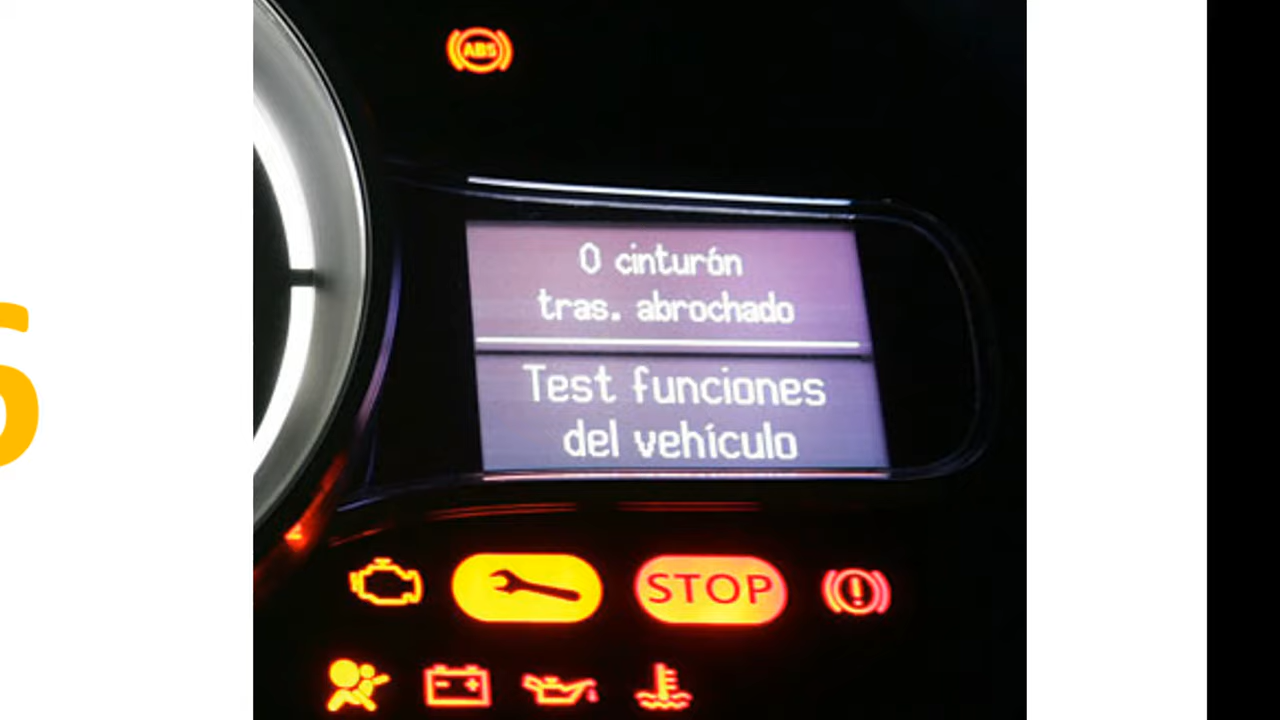 ABS
0 cinturón
tras. abrochado
Test funciones
del vehículo
STOP